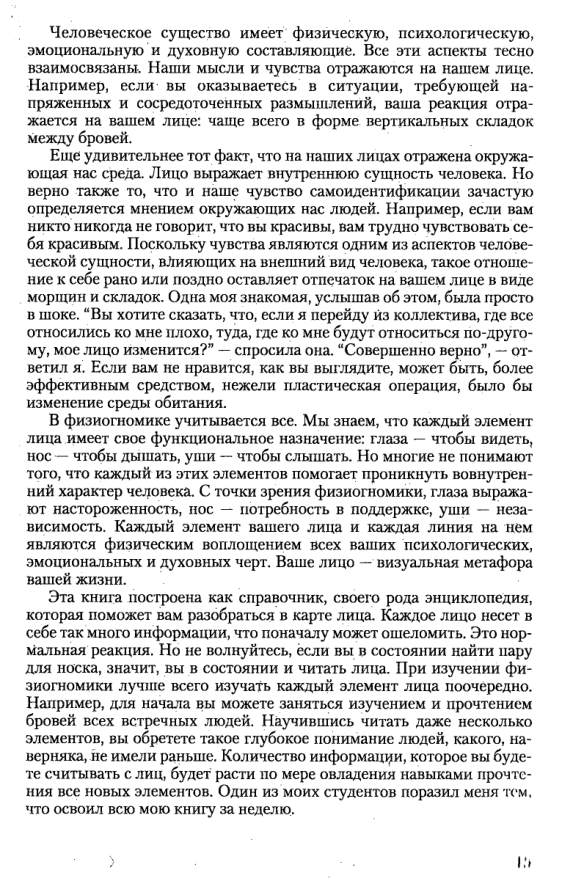 Человеческое существо имеет физическую, психологическую,
эмоциональную и духовную составляющие. Все эти аспекты тесно
взаимосвязаны. Наши мысли и чувства отражаются на нашем лице.
Например, если вы оказываетесь в ситуации, требующей на-
пряженных и сосредоточенных размышлений, ваша реакция отра-
жается на вашем лице: чаще всего в форме вертикальных складок
между бровей.
Еще удивительнее тот факт, что на наших лицах отражена окружа-
ющая нас среда. Лицо выражает внутреннюю сущность человека. Но
верно также то, что и наше чувство самоидентификации зачастую
определяется мнением окружающих нас людей. Например, если вам
никто никогда не говорит, что вы красивы, вам трудно чувствовать се-
бя красивым. Поскольку чувства являются одним из аспектов челове-
ческой сущности, влияющих на внешний вид человека, такое отноше-
ние к себе рано или поздно оставляет отпечаток на вашем лице в виде
морщин и складок. Одна моя знакомая, услышав об этом, была просто
в шоке. “Вы хотите сказать, что, если я перейду из коллектива, где все
относились ко мне плохо, туда, где ко мне будут относиться по-друго-
му, мое лицо изменится?” — спросила она. “Совершенно верно”, — от-
ветил я. Если вам не нравится, как вы выглядите, может быть, более
эффективным средством, нежели пластическая операция, было бы
изменение среды обитания.
В физиогномике учитывается все. Мы знаем, что каждый элемент
лица имеет свое функциональное назначение: глаза — чтобы видеть,
нос — чтобы дышать, уши — чтобы слышать. Но многие не понимают
того, что каждый из этих элементов помогает проникнуть вовнутрен-
ний характер человека. С точки зрения физиогномики, глаза выража-
ют настороженность, нос — потребность в поддержке, уши — неза-
висимость. Каждый элемент вашего лица и каждая линия на нем
являются физическим воплощением всех ваших психологических,
эмоциональных и духовных черт. Ваше лицо — визуальная метафора
вашей жизни.
Эта книга построена как справочник, своего рода энциклопедия,
которая поможет вам разобраться в карте лица. Каждое лицо несет в
себе так много информации, что поначалу может ошеломить. Это нор-
мальная реакция. Но не волнуйтесь, если вы в состоянии найти пару
для носка, значит, вы в состоянии и читать лица. При изучении фи-
зиогномики лучше всего изучать каждый элемент лица поочередно.
Например, для начала вы можете заняться изучением и прочтением
бровей всех встречных людей. Научившись читать даже несколько
элементов, вы обретете такое глубокое понимание людей, какого, на-
верняка, не имели раньше. Количество информации, которое вы буде-
те считывать с лиц, будет расти по мере овладения навыками прочте-
ния все новых элементов. Один из моих студентов поразил меня тем,
что освоил всю мою книгу за неделю.
15